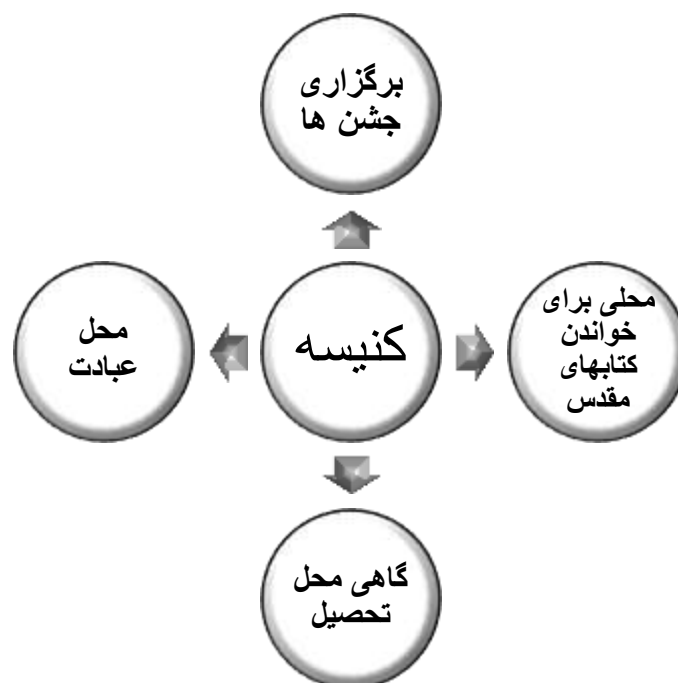 برگزاری
جشن ها
محلی برای
خواندن
کتابهای
مقدس
کنیسه
محل
عبادت
گاهی محل
تحصیل